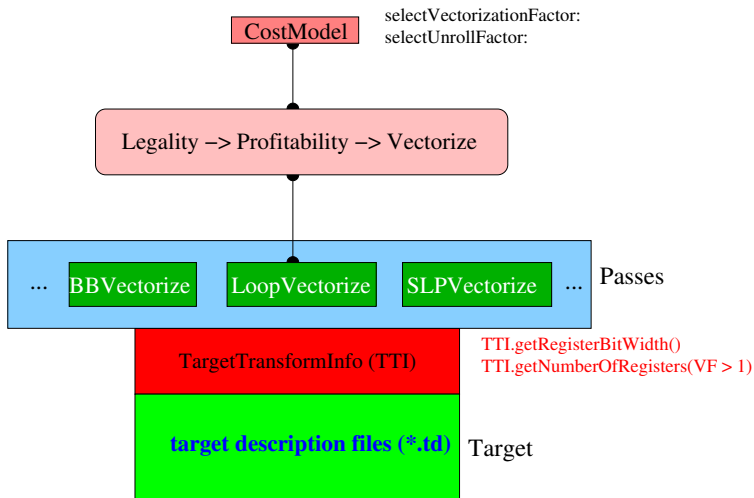 selectVectorizationFactor:
CostModel
selectUnrollFactor:
Legality −> Profitability −> Vectorize
... BBVectorize LoopVectorize SLPVectorize ... Passes
TargetTransformInfo (TTI)
TTI.getRegisterBitWidth()
TTI.getNumberOfRegisters(VF > 1)
target description files (*.td) Target